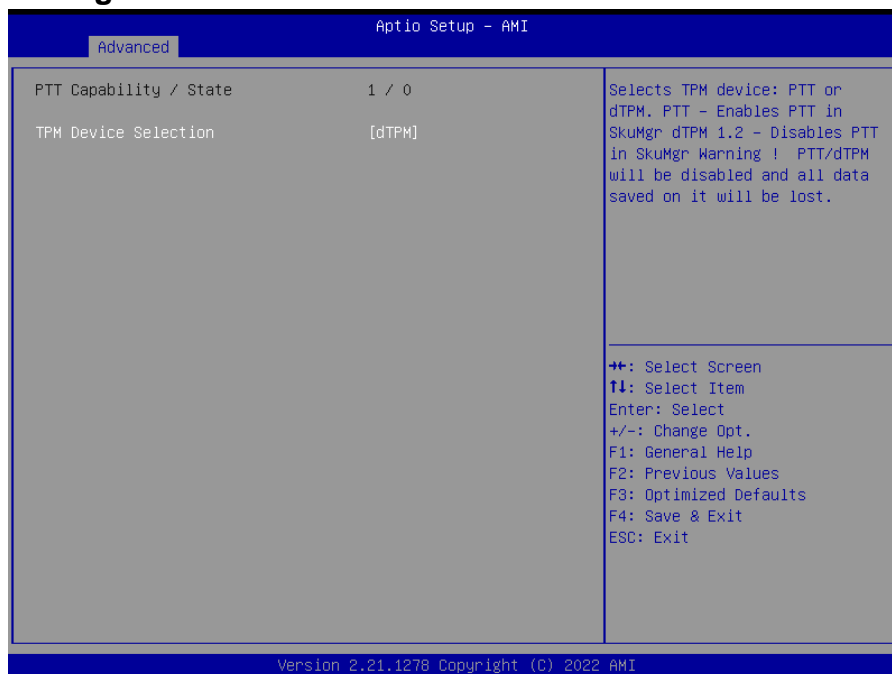 Aptio Setup – AMI
Advanced
PTT Capability / State 1 / 0
TPM Device Selection [dTPM]
Selects TPM device: PTT or
dTPM. PTT – Enables PTT in
SkuMgr dTPM 1.2 – Disables PTT
in SkuMgr Warning ! PTT/dTPM
will be disabled and all data
saved on it will be lost.
→←: Select Screen
↑↓: Select Item
Enter: Select
+/-: Change Opt.
F1: General Help
F2: Previous Values
F3: Optimized Defaults
F4: Save & Exit
ESC: Exit
Version 2.21.1278 Copyright (C) 2022 AMI